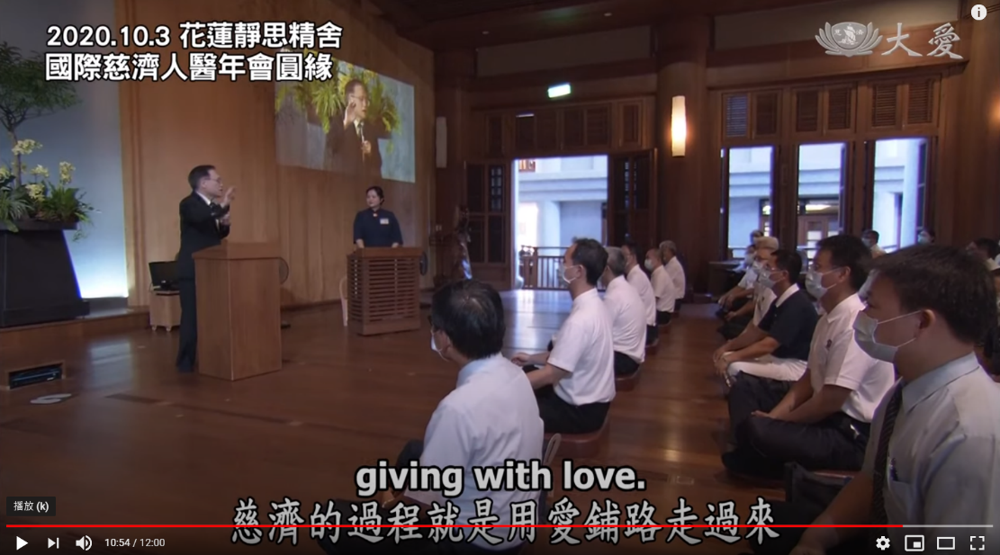 2020.10.3 花蓮靜思精舍
國際慈濟人醫年會圓緣
大愛
giving with love.
慈濟的過程就是用愛鋪路走過來
播放 (k)
10:54 / 12:00